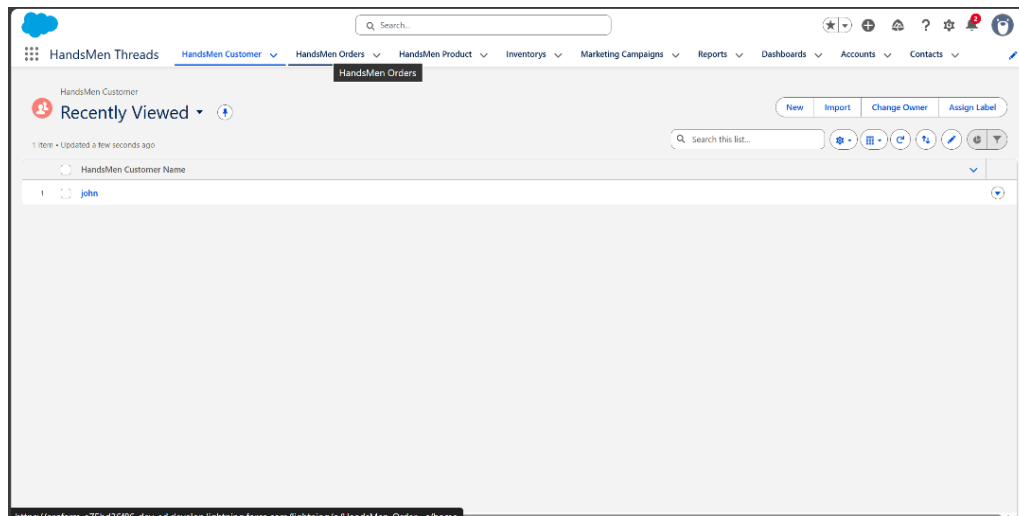 Search...
2
HandsMen Threads HandsMen Customer HandsMen Orders HandsMen Product Inventorys Marketing Campaigns Reports Dashboards Accounts Contacts
HandsMen Orders
HandsMen Customer
Recently Viewed
New Import Change Owner Assign Label
1 item • Updated a few seconds ago
Search this list...
HandsMen Customer Name
1 john